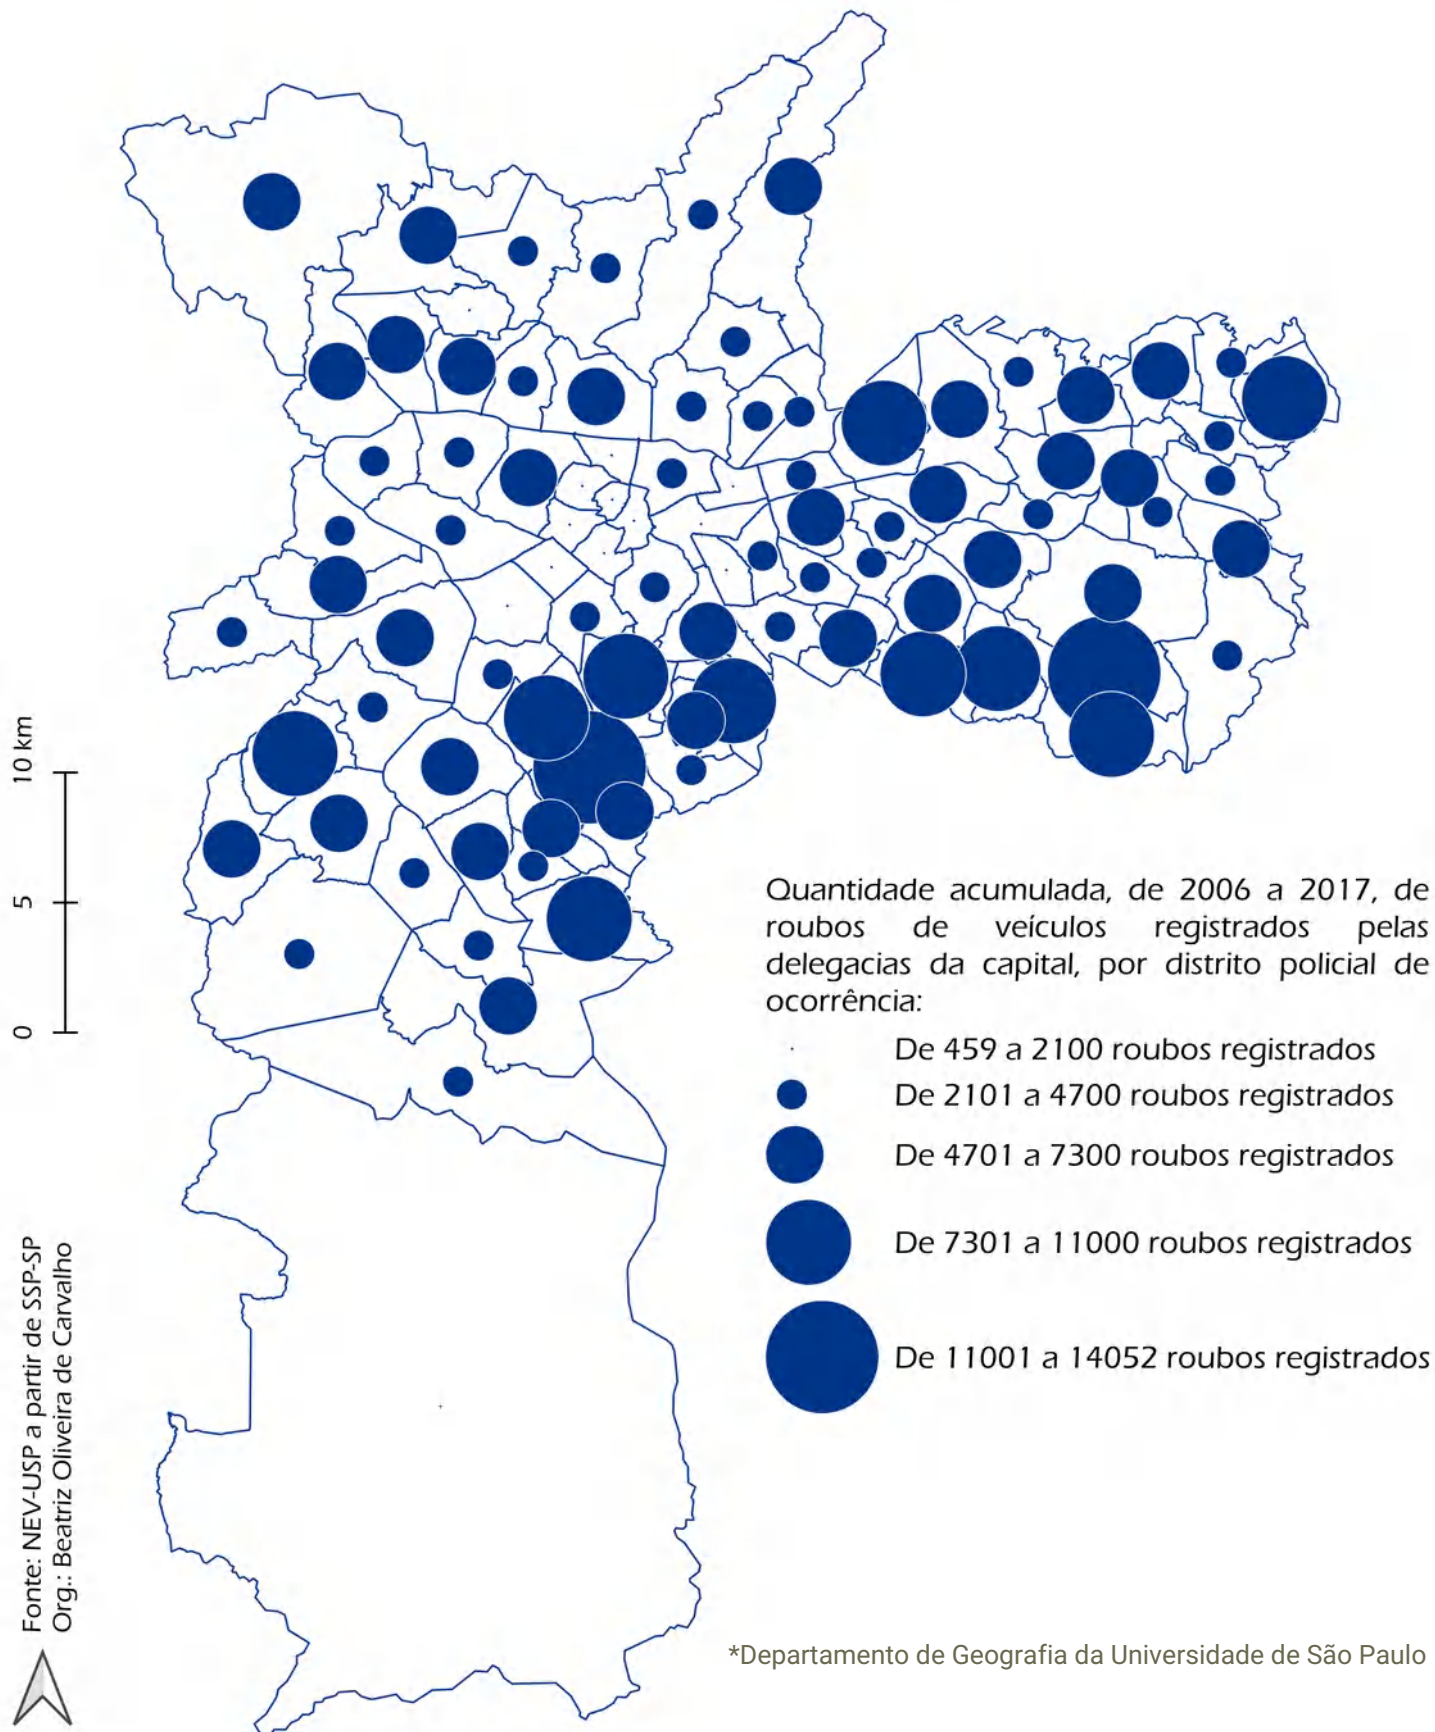 Quantidade acumulada, de 2006 a 2017, de
roubos de veículos registrados pelas
delegacias da capital, por distrito policial de
ocorrência:
De 459 a 2100 roubos registrados
De 2101 a 4700 roubos registrados
De 4701 a 7300 roubos registrados
De 7301 a 11000 roubos registrados
De 11001 a 14052 roubos registrados
0 5 10 km
Fonte: NEV-USP a partir de SSP-SP
Org.: Beatriz Oliveira de Carvalho
*Departamento de Geografia da Universidade de São Paulo